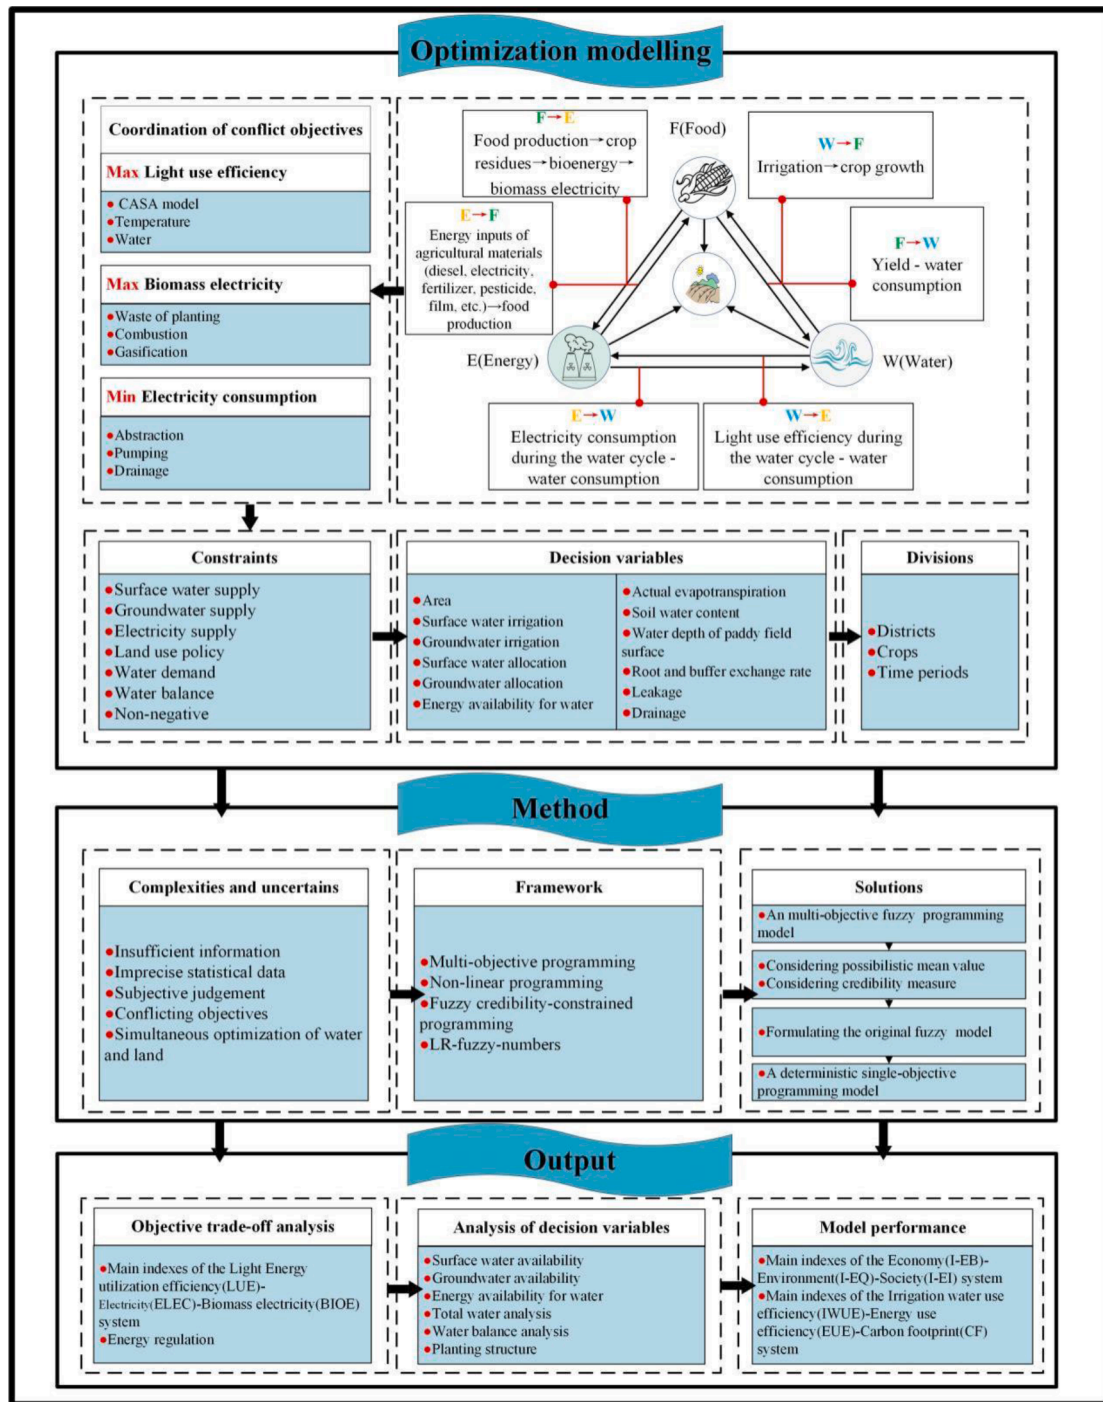 Optimization modelling
Coordination of conflict objectives
Max Light use efficiency
●CASA model
●Temperature
●Water
Max Biomass electricity
●Waste of planting
●Combustion
●Gasification
Min Electricity consumption
●Abstraction
●Pumping
●Drainage
F→E
Food production→crop
residues→bioenergy→
biomass electricity
E→F
Energy inputs of
agricultural materials
(diesel, electricity,
fertilizer, pesticide,
film, etc.)→food
production
F(Food)
W→F
Irrigation→crop growth
F→W
Yield - water
consumption
E(Energy)
W(Water)
E→W
Electricity consumption
during the water cycle -
water consumption
W→E
Light use efficiency during
the water cycle - water
consumption
Constraints
●Surface water supply
●Groundwater supply
●Electricity supply
●Land use policy
●Water demand
●Water balance
●Non-negative
Decision variables
●Area
●Surface water irrigation
●Groundwater irrigation
●Surface water allocation
●Groundwater allocation
●Energy availability for water
●Actual evapotranspiration
●Soil water content
●Water depth of paddy field
surface
●Root and buffer exchange rate
●Leakage
●Drainage
Divisions
●Districts
●Crops
●Time periods
Method
Complexities and uncertains
●Insufficient information
●Imprecise statistical data
●Subjective judgement
●Conflicting objectives
●Simultaneous optimization of water
and land
Framework
●Multi-objective programming
●Non-linear programming
●Fuzzy credibility-constrained
programming
●LR-fuzzy-numbers
Solutions
●An multi-objective fuzzy programming
model
●Considering possibilistic mean value
●Considering credibility measure
●Formulating the original fuzzy model
●A deterministic single-objective
programming model
Output
Objective trade-off analysis
●Main indexes of the Light Energy
utilization efficiency(LUE)-
Electricity(ELEC)-Biomass electricity(BIOE)
system
●Energy regulation
Analysis of decision variables
●Surface water availability
●Groundwater availability
●Energy availability for water
●Total water analysis
●Water balance analysis
●Planting structure
Model performance
●Main indexes of the Economy(I-EB)-
Environment(I-EQ)-Society(I-EI) system
●Main indexes of the Irrigation water use
efficiency(IWUE)-Energy use
efficiency(EUE)-Carbon footprint(CF)
system